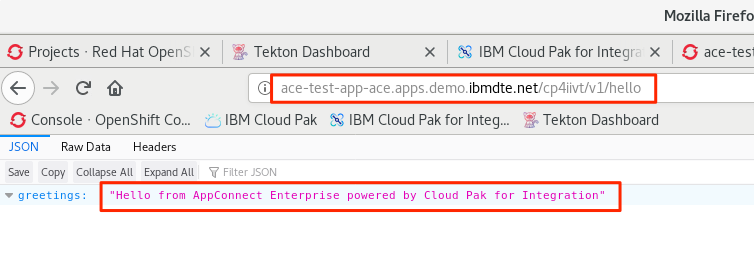 Mozilla Firefo
Projects · Red Hat OpenS
Tekton Dashboard
IBM Cloud Pak for Integra
ace-test
ace-test-app-ace.apps.demo.ibmdte.net/cp4iivt/v1/hello
Console · OpenShift Co... IBM Cloud Pak IBM Cloud Pak for Integ... Tekton Dashboard
JSON Raw Data Headers
Save Copy Collapse All Expand All Filter JSON
greetings: "Hello from AppConnect Enterprise powered by Cloud Pak for Integration"